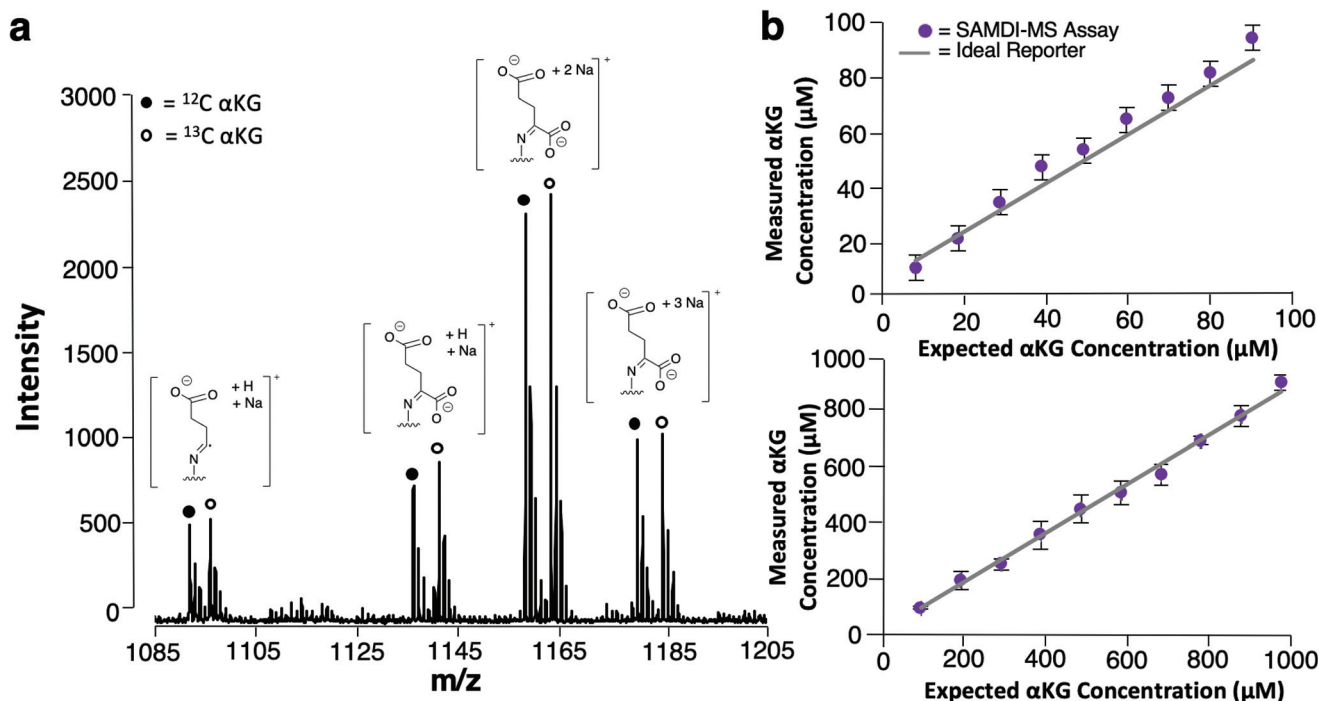 a
3000
2500
2000
1500
1000
500
0
Intensity
● = ¹²C αKG
○ = ¹³C αKG
⊖
O
O
+ H
+ Na
N
+
⊖
O
O
+ H
+ Na
N
O
O
⊖
+
⊖
O
O
+ 2 Na
N
O
O
⊖
+
⊖
O
O
+ 3 Na
N
O
O
⊖
+
1085 1105 1125 1145 1165 1185 1205
m/z
b
● = SAMDI-MS Assay
— = Ideal Reporter
100
80
60
40
20
0
Measured αKG
Concentration (μM)
0 20 40 60 80 100
Expected αKG Concentration (μM)
1000
800
600
400
200
0
Measured αKG
Concentration (μM)
0 200 400 600 800 1000
Expected αKG Concentration (μM)